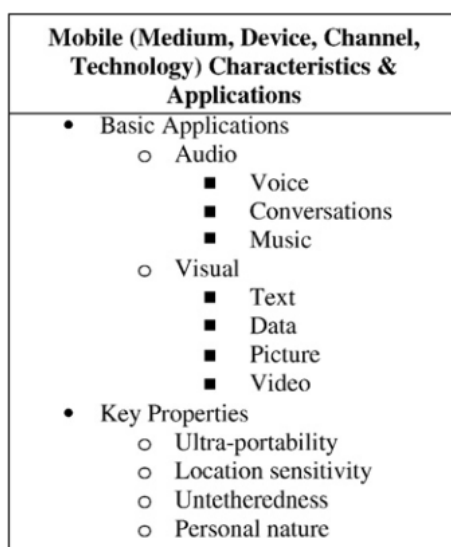 Mobile (Medium, Device, Channel,
Technology) Characteristics &
Applications
• Basic Applications
o Audio
■ Voice
■ Conversations
■ Music
o Visual
■ Text
■ Data
■ Picture
■ Video
• Key Properties
o Ultra-portability
o Location sensitivity
o Untetheredness
o Personal nature